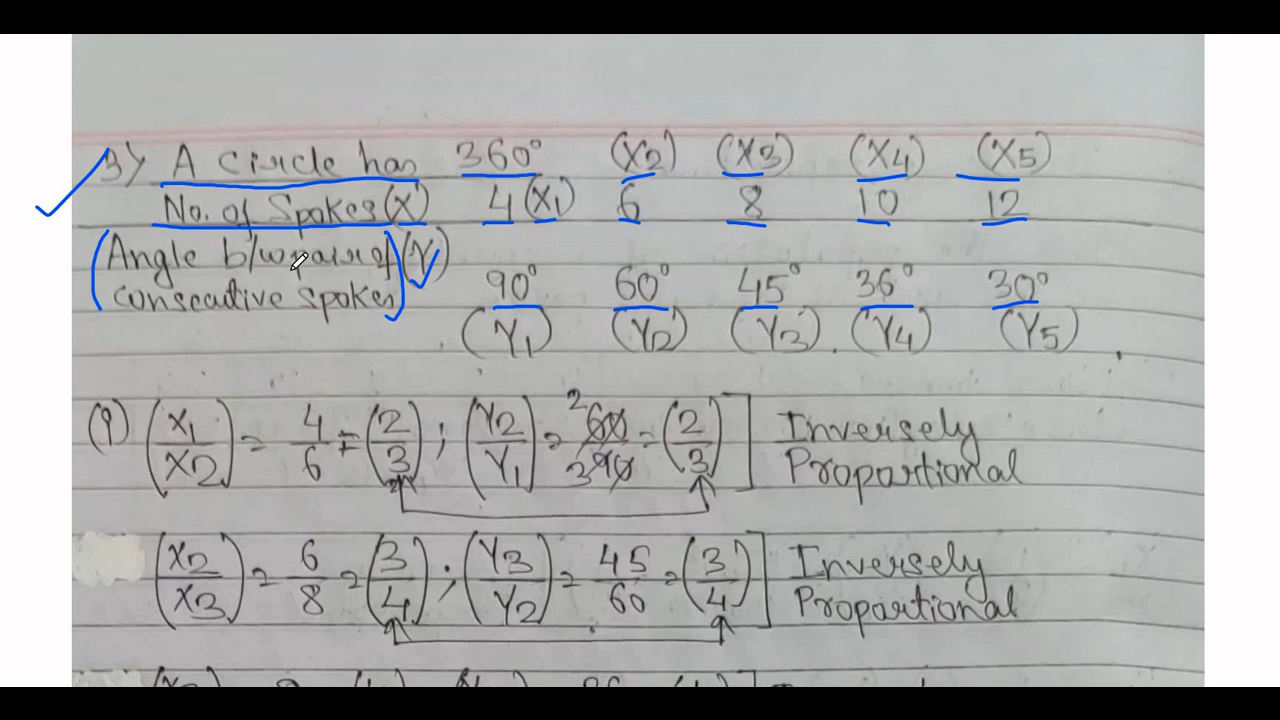 3) A circle has 360° (X2) (X3) (X4) (X5)
No. of Spokes (X) 4 (X1) 6 8 10 12
Angle b/w pair of (Y)
consecutive spokes 90° 60° 45° 36° 30°
(Y1) (Y2) (Y3). (Y4) (Y5)
(i) (X1/X2) = 4/6 = (2/3) ; (Y2/Y1) = 60/90 = (2/3) ] Inversely Propartional
(X2/X3) = 6/8 = (3/4) ; (Y3/Y2) = 45/60 = (3/4) ] Inversely Propartional